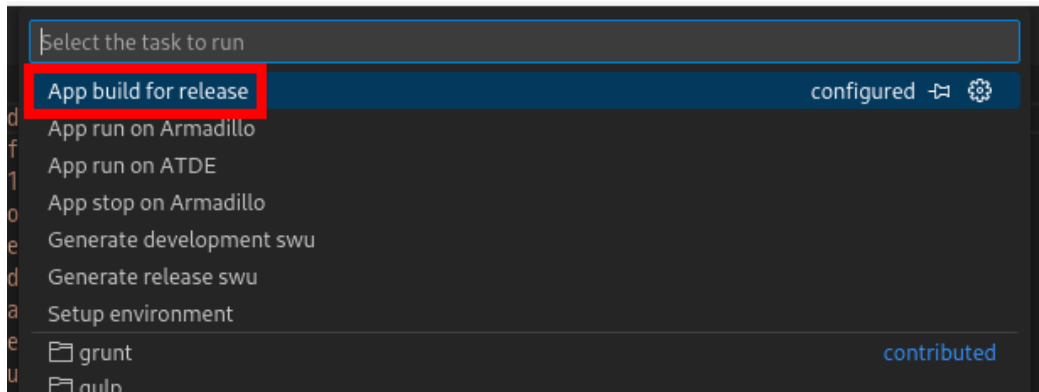 Select the task to run
App build for release configured
App run on Armadillo
App run on ATDE
App stop on Armadillo
Generate development swu
Generate release swu
Setup environment
grunt contributed
gulp